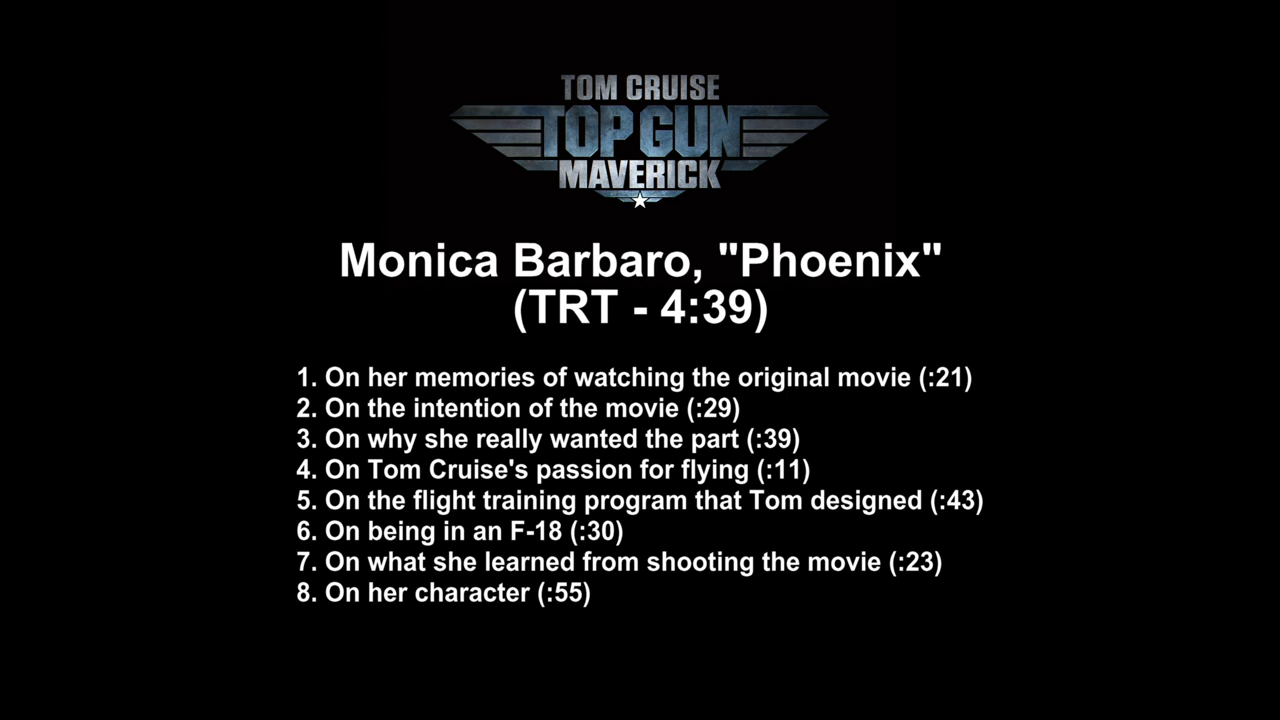 TOM CRUISE
TOP GUN
MAVERICK
Monica Barbaro, "Phoenix"
(TRT - 4:39)
1. On her memories of watching the original movie (:21)
2. On the intention of the movie (:29)
3. On why she really wanted the part (:39)
4. On Tom Cruise's passion for flying (:11)
5. On the flight training program that Tom designed (:43)
6. On being in an F-18 (:30)
7. On what she learned from shooting the movie (:23)
8. On her character (:55)